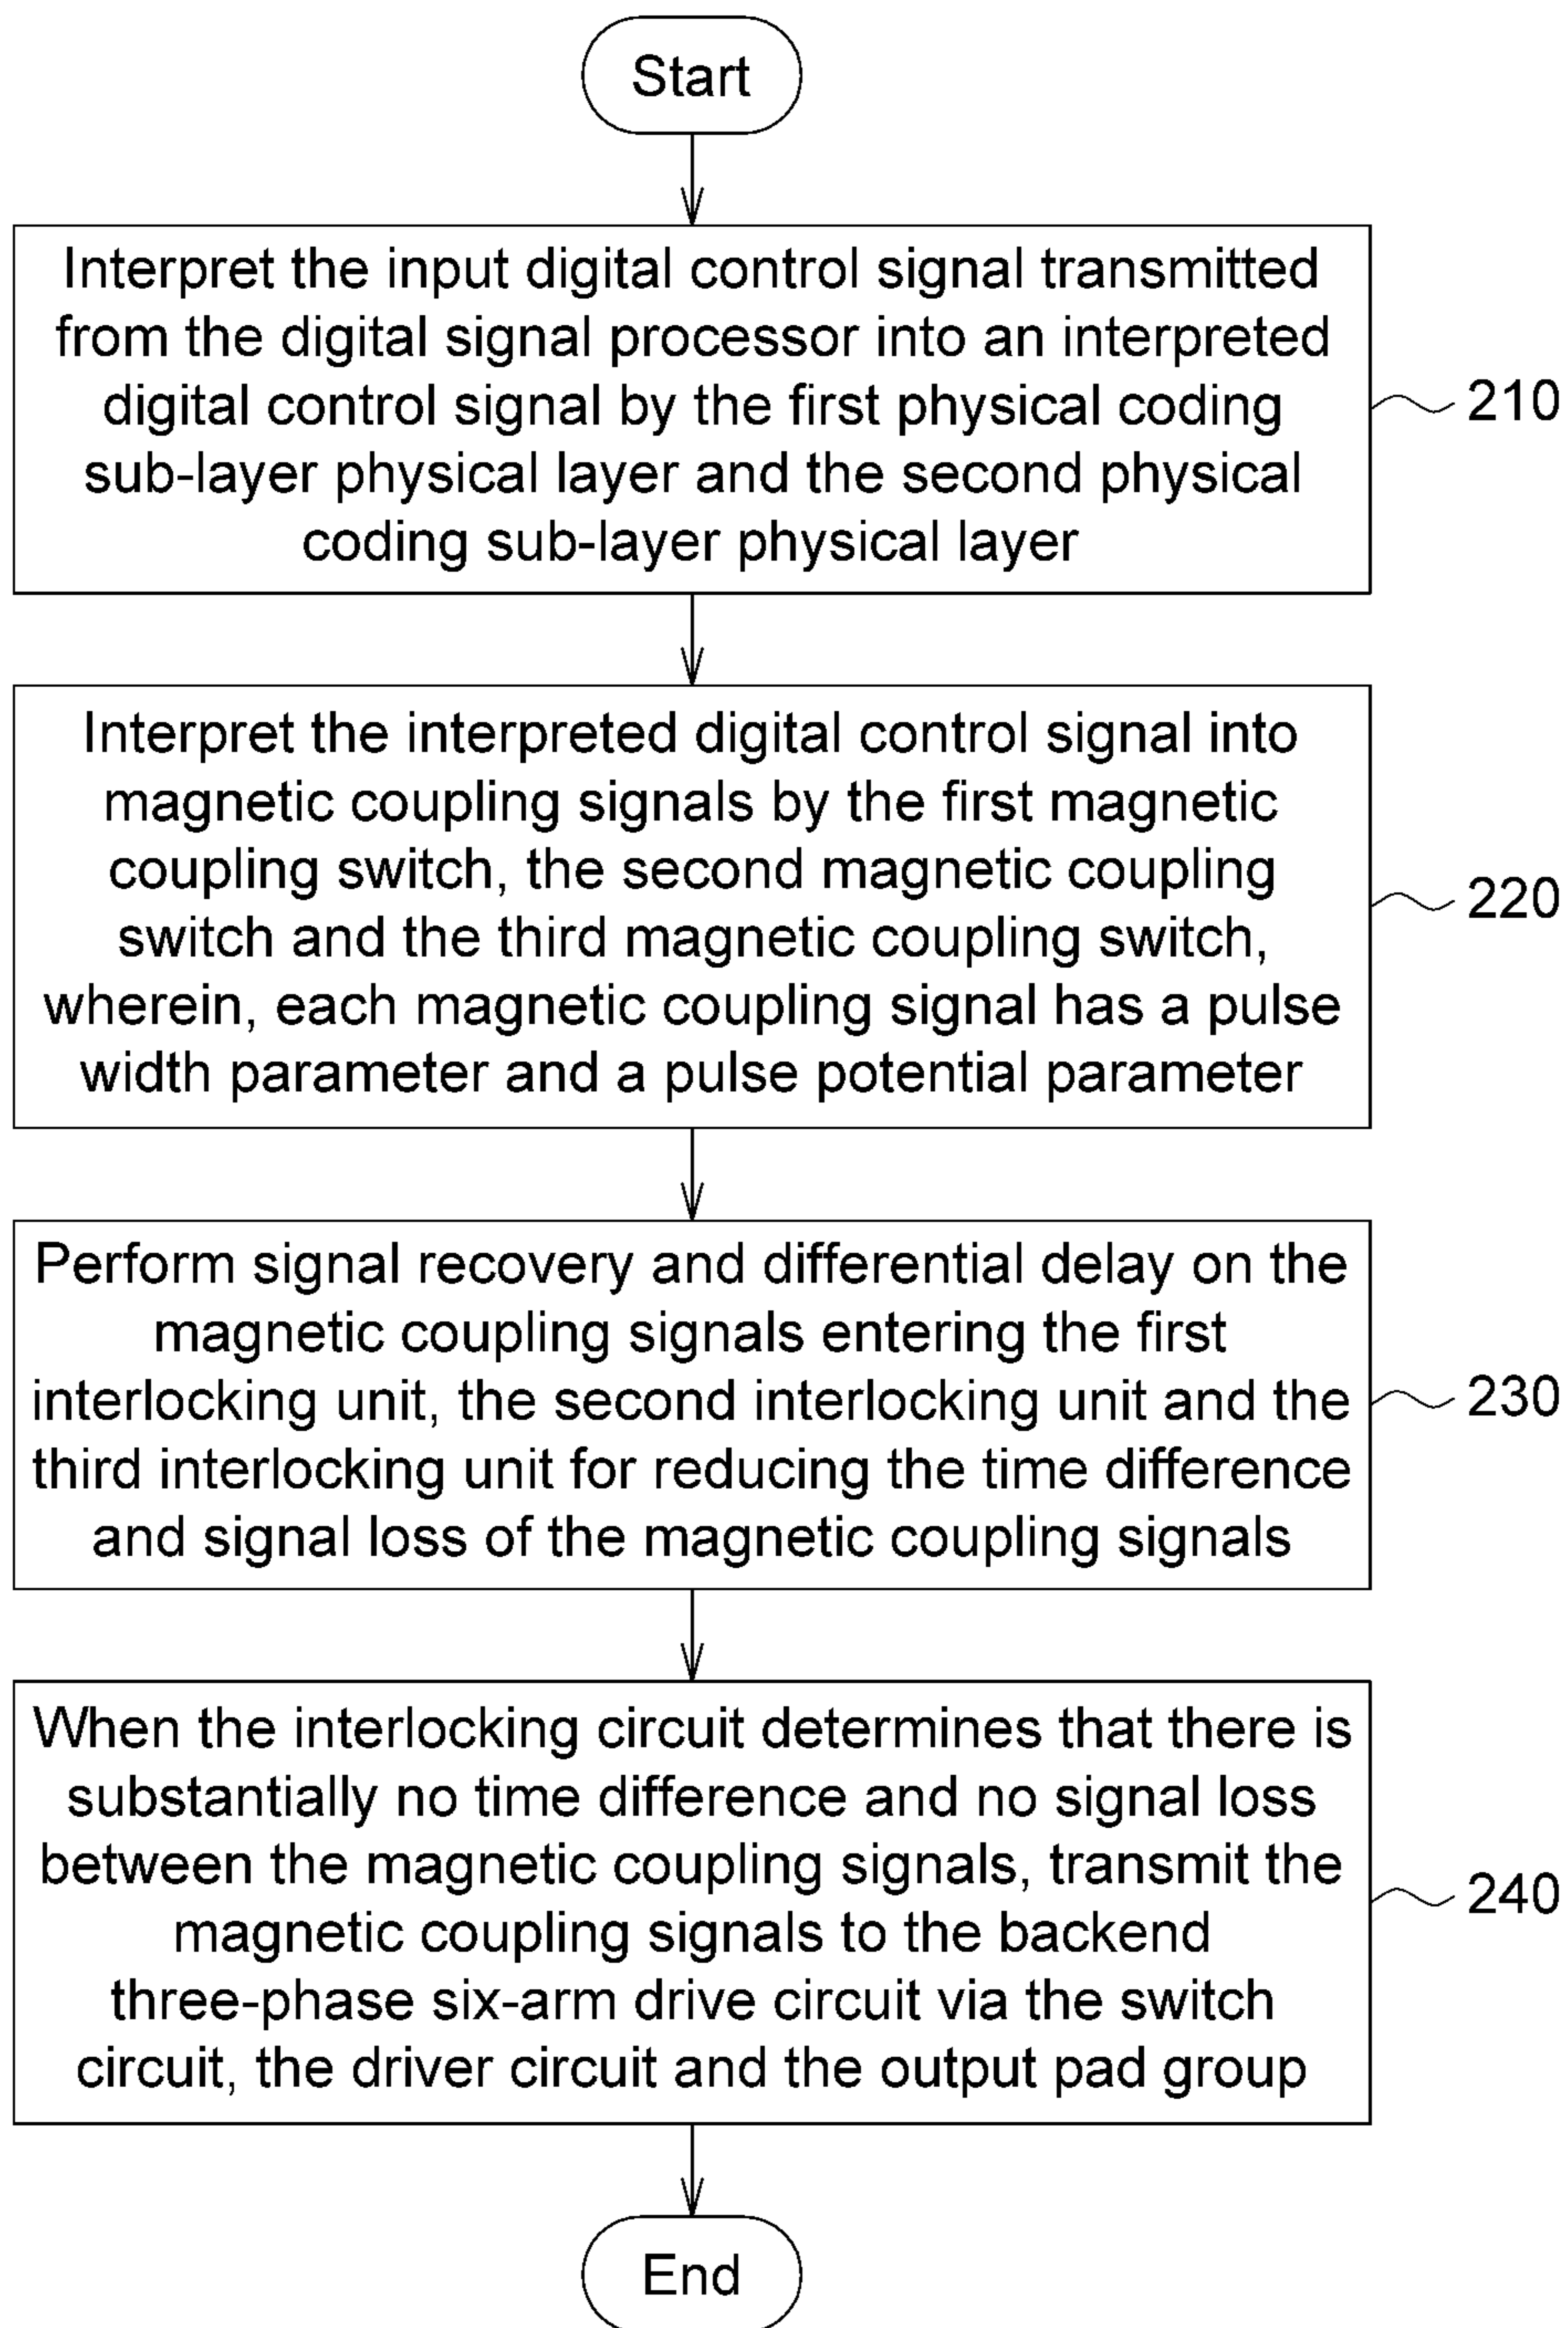 Start
Interpret the input digital control signal transmitted
from the digital signal processor into an interpreted
digital control signal by the first physical coding
sub-layer physical layer and the second physical
coding sub-layer physical layer
210
Interpret the interpreted digital control signal into
magnetic coupling signals by the first magnetic
coupling switch, the second magnetic coupling
switch and the third magnetic coupling switch,
wherein, each magnetic coupling signal has a pulse
width parameter and a pulse potential parameter
220
Perform signal recovery and differential delay on the
magnetic coupling signals entering the first
interlocking unit, the second interlocking unit and the
third interlocking unit for reducing the time difference
and signal loss of the magnetic coupling signals
230
When the interlocking circuit determines that there is
substantially no time difference and no signal loss
between the magnetic coupling signals, transmit the
magnetic coupling signals to the backend
three-phase six-arm drive circuit via the switch
circuit, the driver circuit and the output pad group
240
End